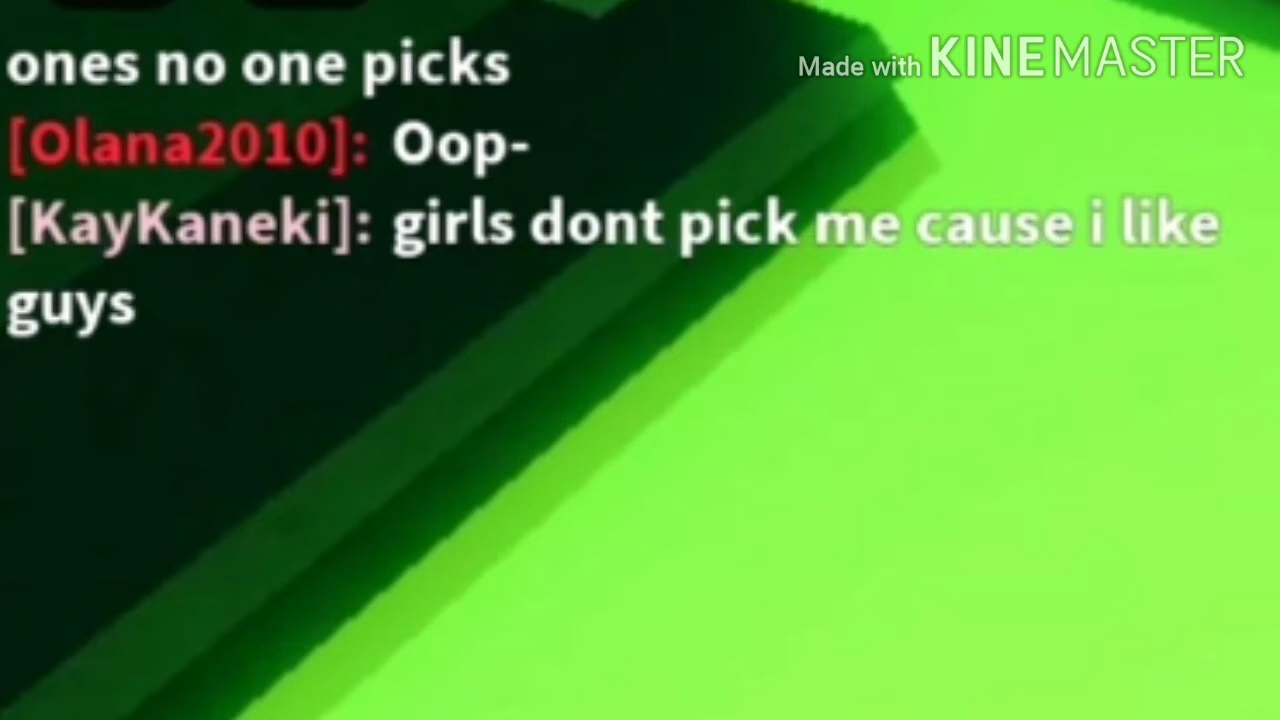 ones no one picks
Made with KINEMASTER
[Olana2010]: Oop-
[KayKaneki]: girls dont pick me cause i like
guys